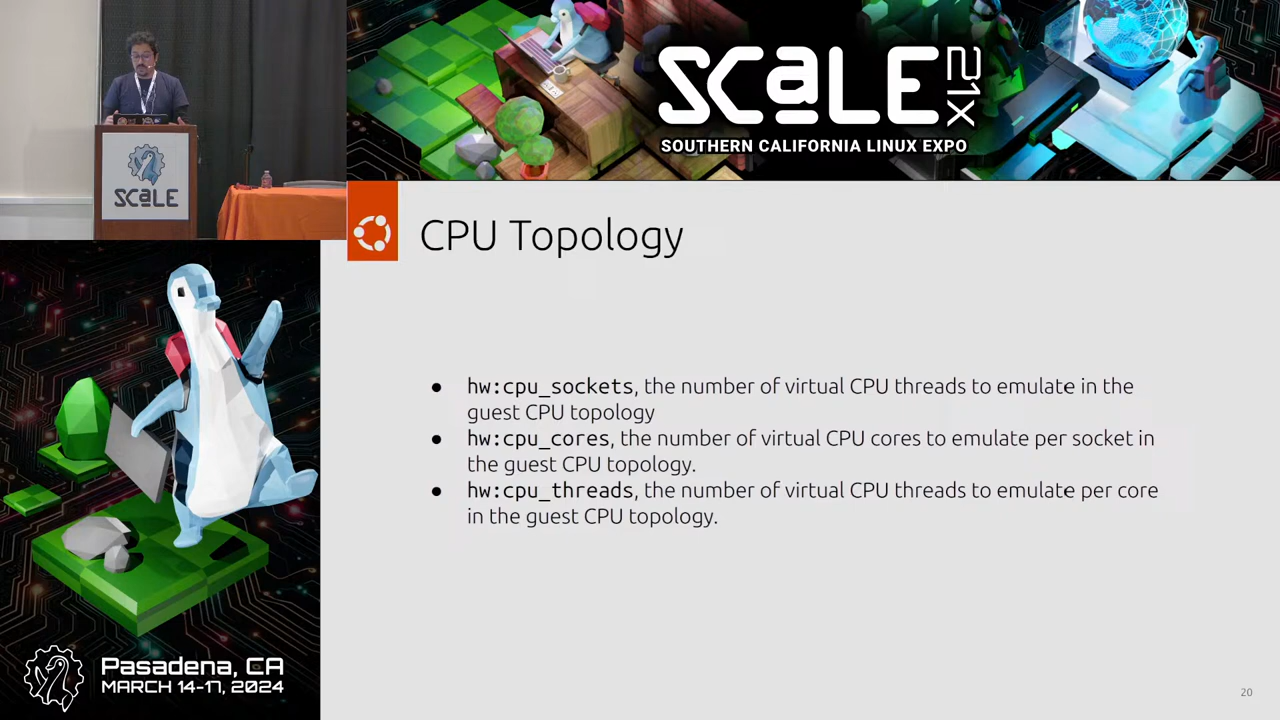 SCALE
21X
SOUTHERN CALIFORNIA LINUX EXPO
SCALE
CPU Topology
● hw:cpu_sockets, the number of virtual CPU threads to emulate in the
guest CPU topology
● hw:cpu_cores, the number of virtual CPU cores to emulate per socket in
the guest CPU topology.
● hw:cpu_threads, the number of virtual CPU threads to emulate per core
in the guest CPU topology.
Pasadena, CA
MARCH 14-17, 2024
20